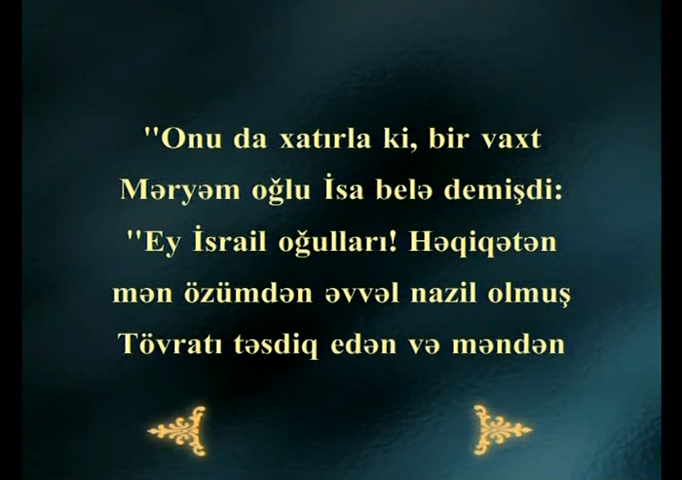 "Onu da xatırla ki, bir vaxt
Məryəm oğlu İsa belə demişdi:
"Ey İsrail oğulları! Həqiqətən
mən özümdən əvvəl nazil olmuş
Tövratı təsdiq edən və məndən